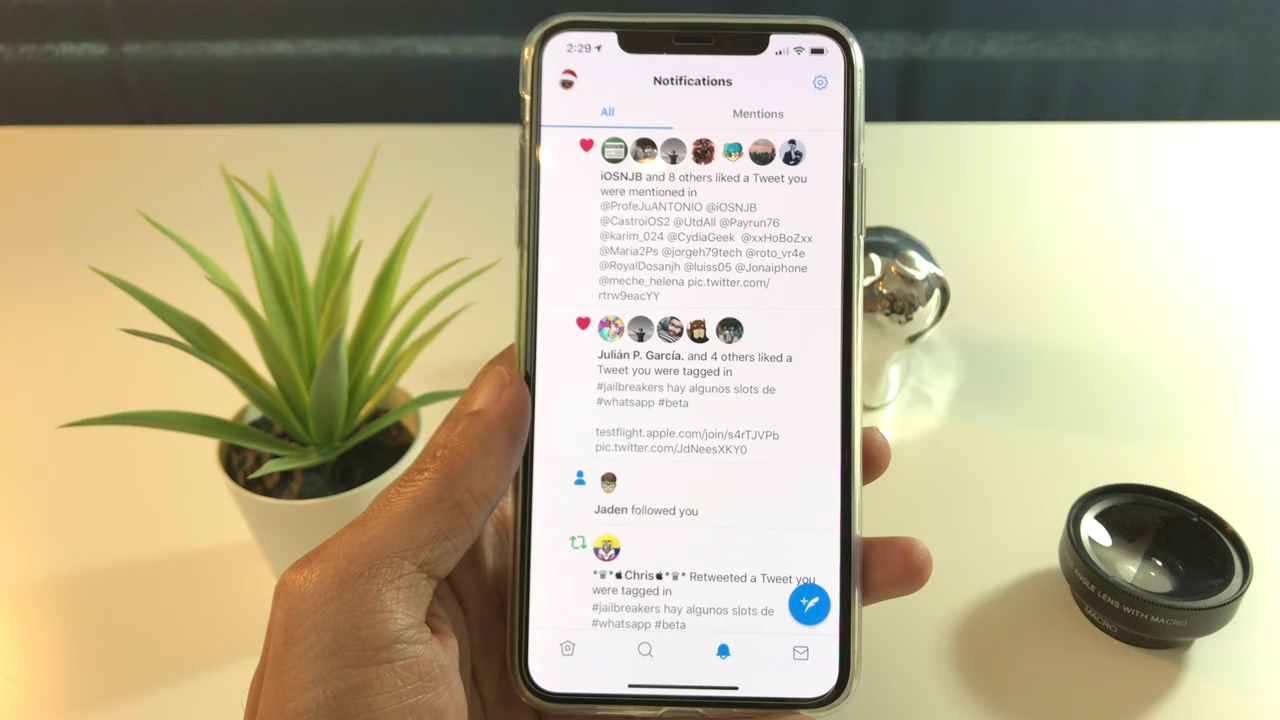 2:29
Notifications
All
Mentions
iOSNJB and 8 others liked a Tweet you
were mentioned in
@ProfeJuANTONIO @iOSNJB
@CastroiOS2 @UtdAll @Payrun76
@karim_024 @CydiaGeek @xxHoBoZxx
@Maria2Ps @jorgeh79tech @roto_vr4e
@RoyalDosanjh @luiss05 @Jonaiphone
@meche_helena pic.twitter.com/
rtrw9eacYY
Julián P. García. and 4 others liked a
Tweet you were tagged in
#jailbreakers hay algunos slots de
#whatsapp #beta
testflight.apple.com/join/s4rTJVPb
pic.twitter.com/JdNeesXKY0
Jaden followed you
*♕*Chris*♕* Retweeted a Tweet you
were tagged in
#jailbreakers hay algunos slots de
#whatsapp #beta
ANGLE LENS WITH MACRO
MACRO